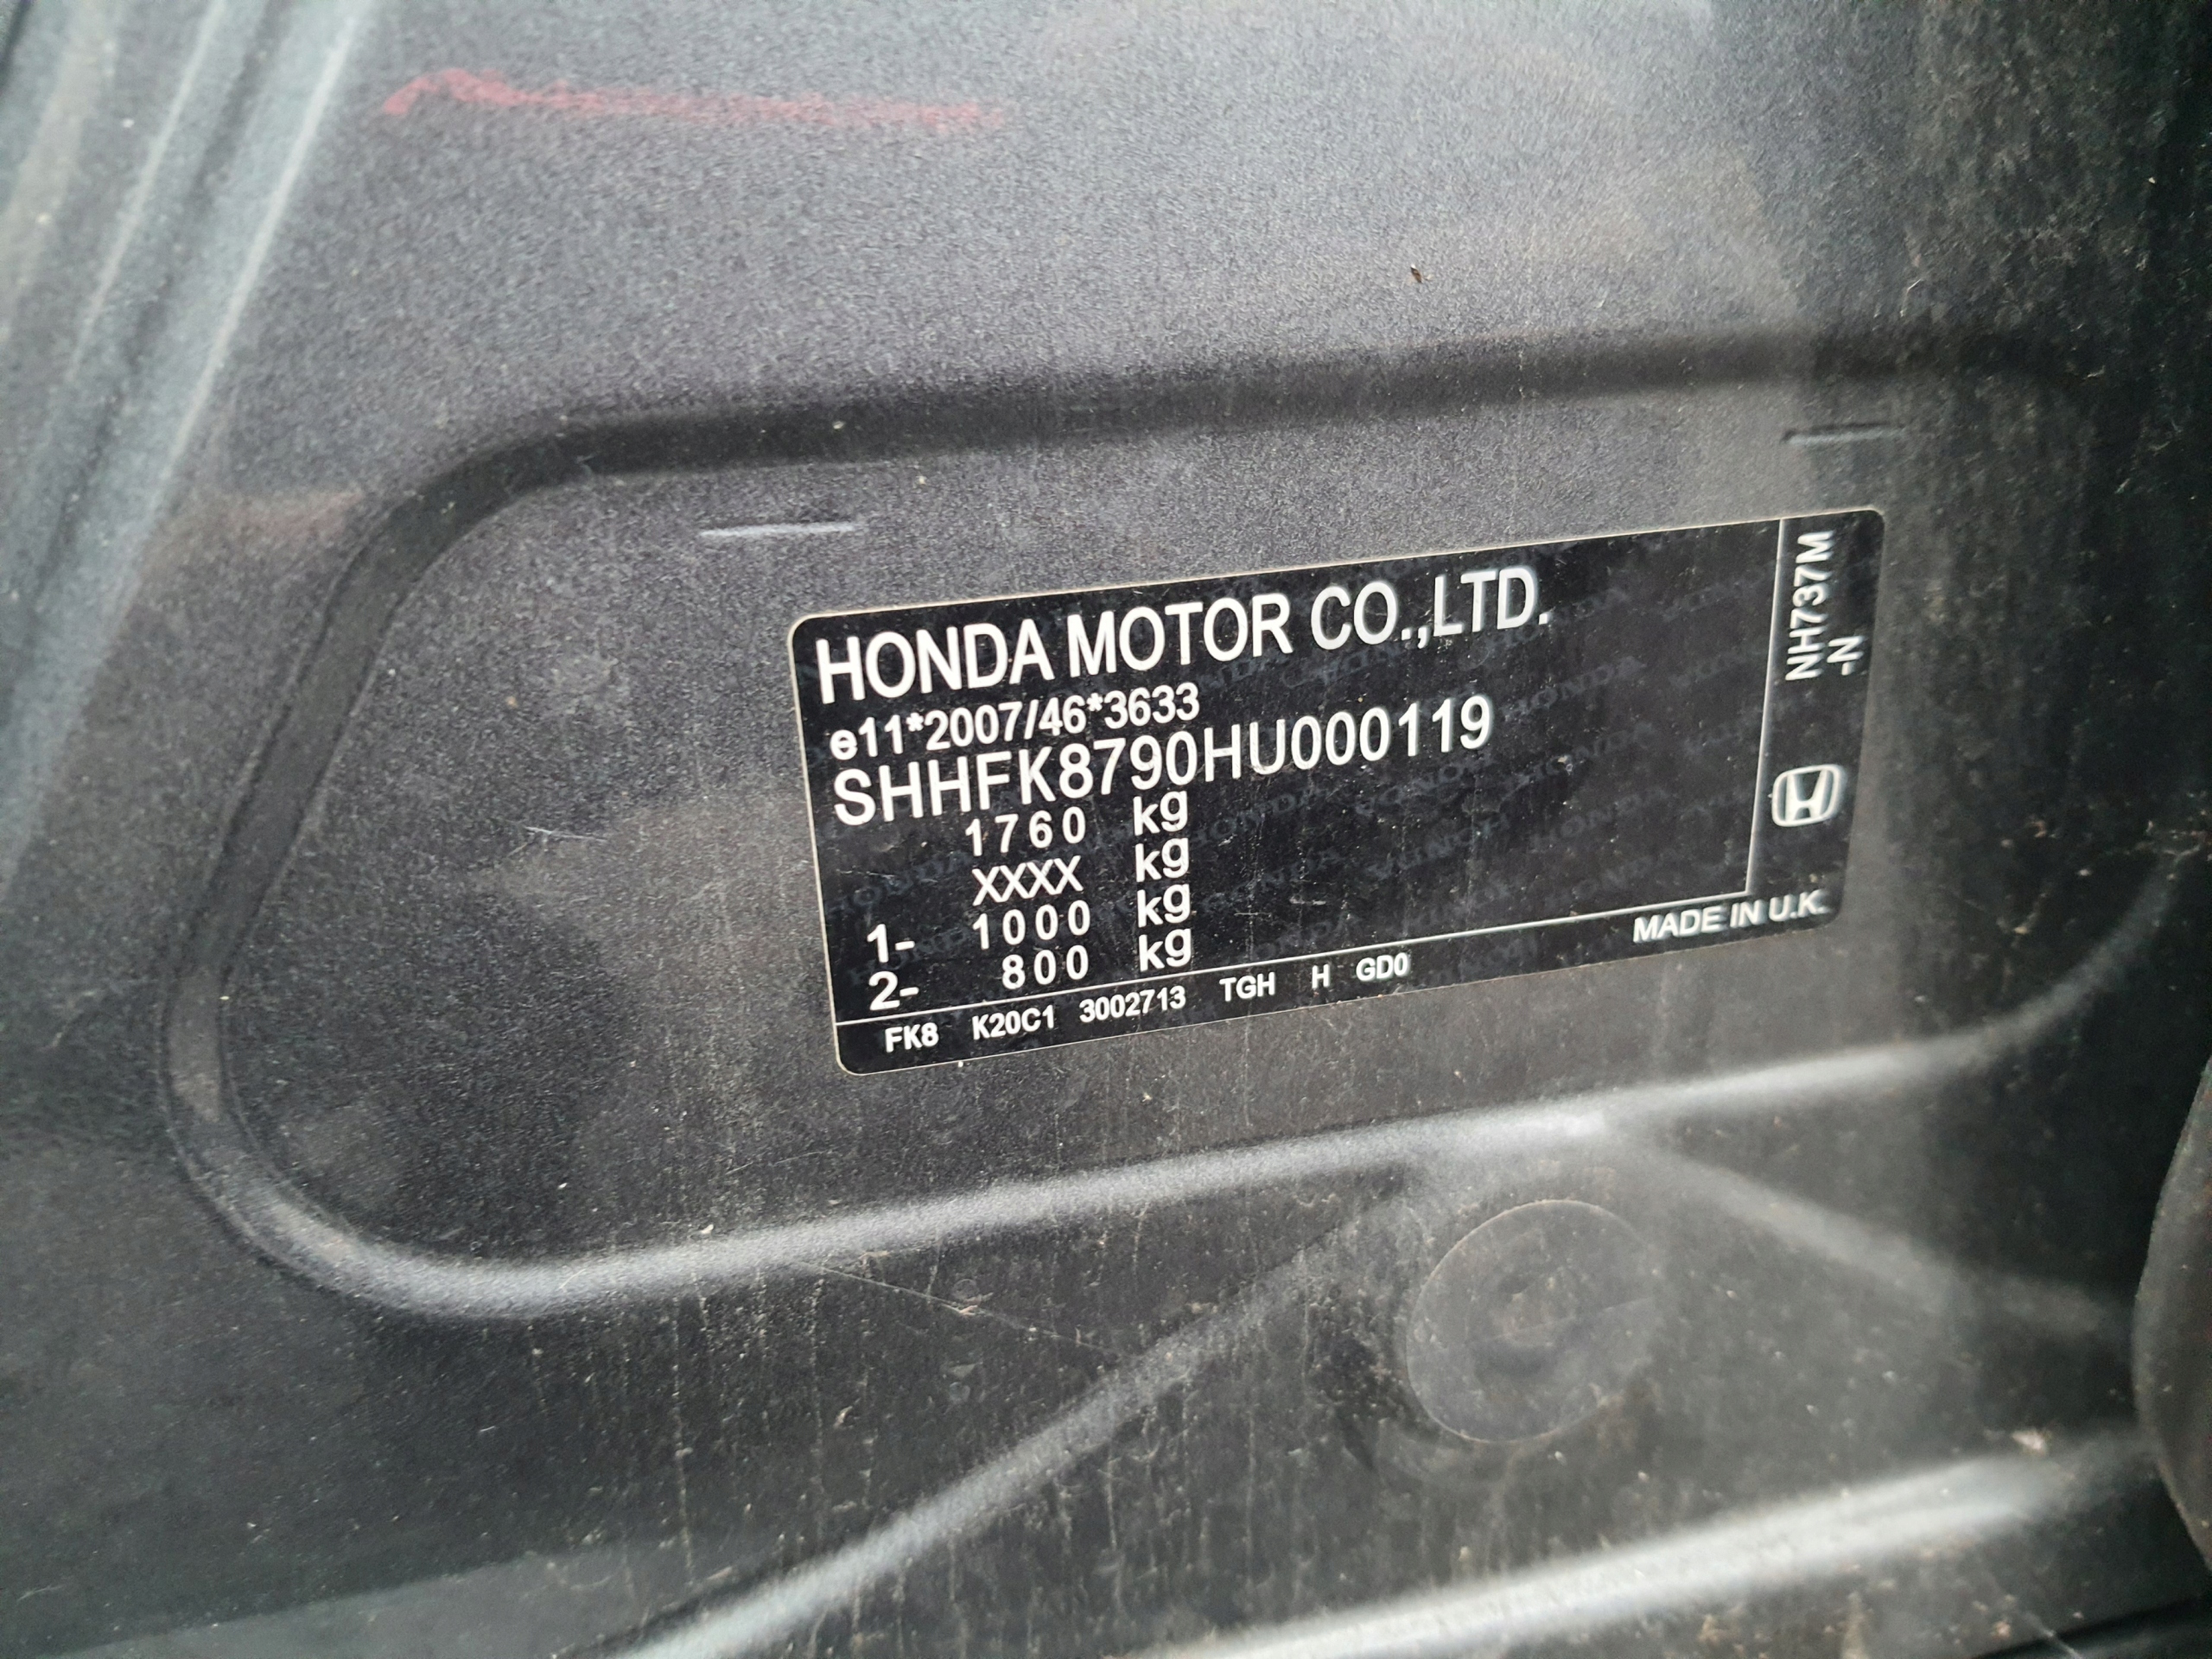 HONDA MOTOR CO.,LTD.
e11*2007/46*3633
SHHFK8790HU000119
1760 kg
XXXX kg
1- 1000 kg
2- 800 kg
FK8 K20C1 3002713 TGH H GD0
MADE IN U.K.
NH737M
-N